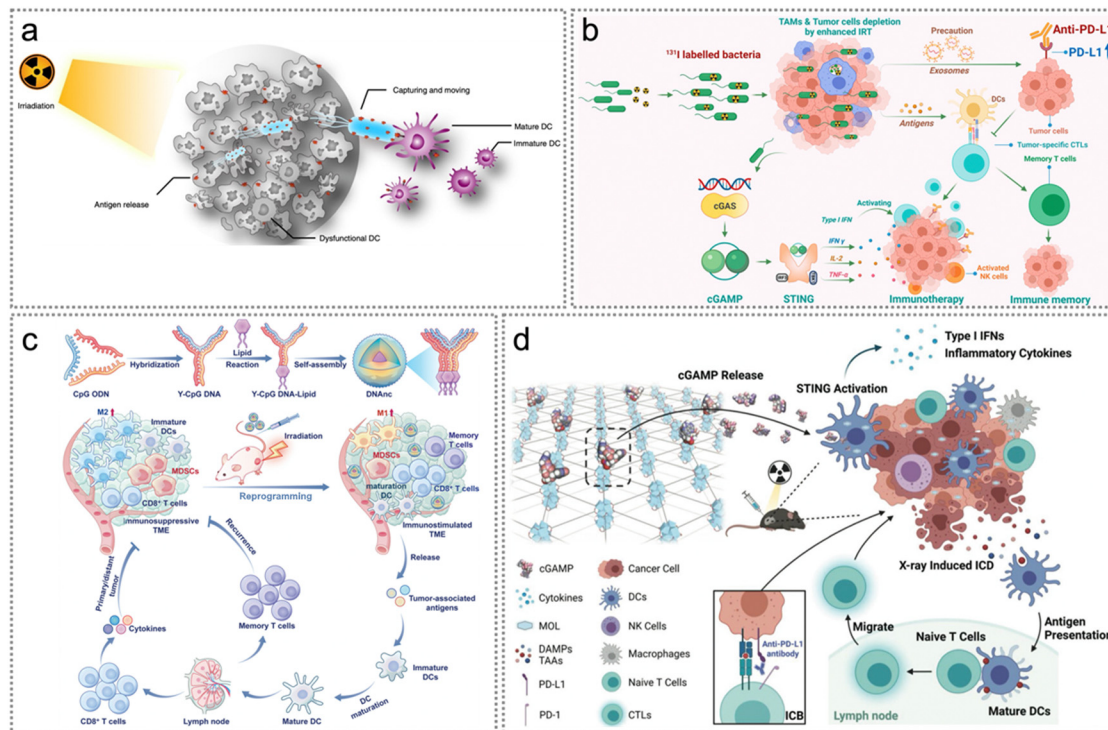 a
Irradiation
Capturing and moving
Mature DC
Immature DC
Antigen release
Dysfunctional DC
b
TAMs & Tumor cells depletion
by enhanced IRT
131I labelled bacteria
Precaution
Exosomes
Anti-PD-L1
PD-L1
Antigens
DCs
Tumor cells
Tumor-specific CTLs
Memory T cells
cGAS
Type I IFN
Activating
IFN γ
IL-2
TNF-α
Activated
NK cells
cGAMP
STING
Immunotherapy
Immune memory
c
CpG ODN
Hybridization
Y-CpG DNA
Lipid
Reaction
Y-CpG DNA-Lipid
Self-assembly
DNAnc
M2
Immature
DCs
MDSCs
CD8+ T cells
immunosuppressive
TME
Irradiation
Reprogramming
M1
Memory
T cells
MDSCs
maturation
DC
CD8+ T cells
Immunostimulated
TME
Release
Tumor-associated
antigens
Immature
DCs
DC
maturation
Mature DC
Lymph node
CD8+ T cells
Cytokines
Primary/distant
tumor
Memory T cells
Recurrence
d
cGAMP Release
STING Activation
Type I IFNs
Inflammatory Cytokines
X-ray Induced ICD
Antigen
Presentation
Migrate
Naive T Cells
Lymph node
Mature DCs
cGAMP
Cancer Cell
Cytokines
DCs
MOL
NK Cells
DAMPs
TAAs
Macrophages
PD-L1
Naive T Cells
PD-1
CTLs
Anti-PD-L1
antibody
ICB